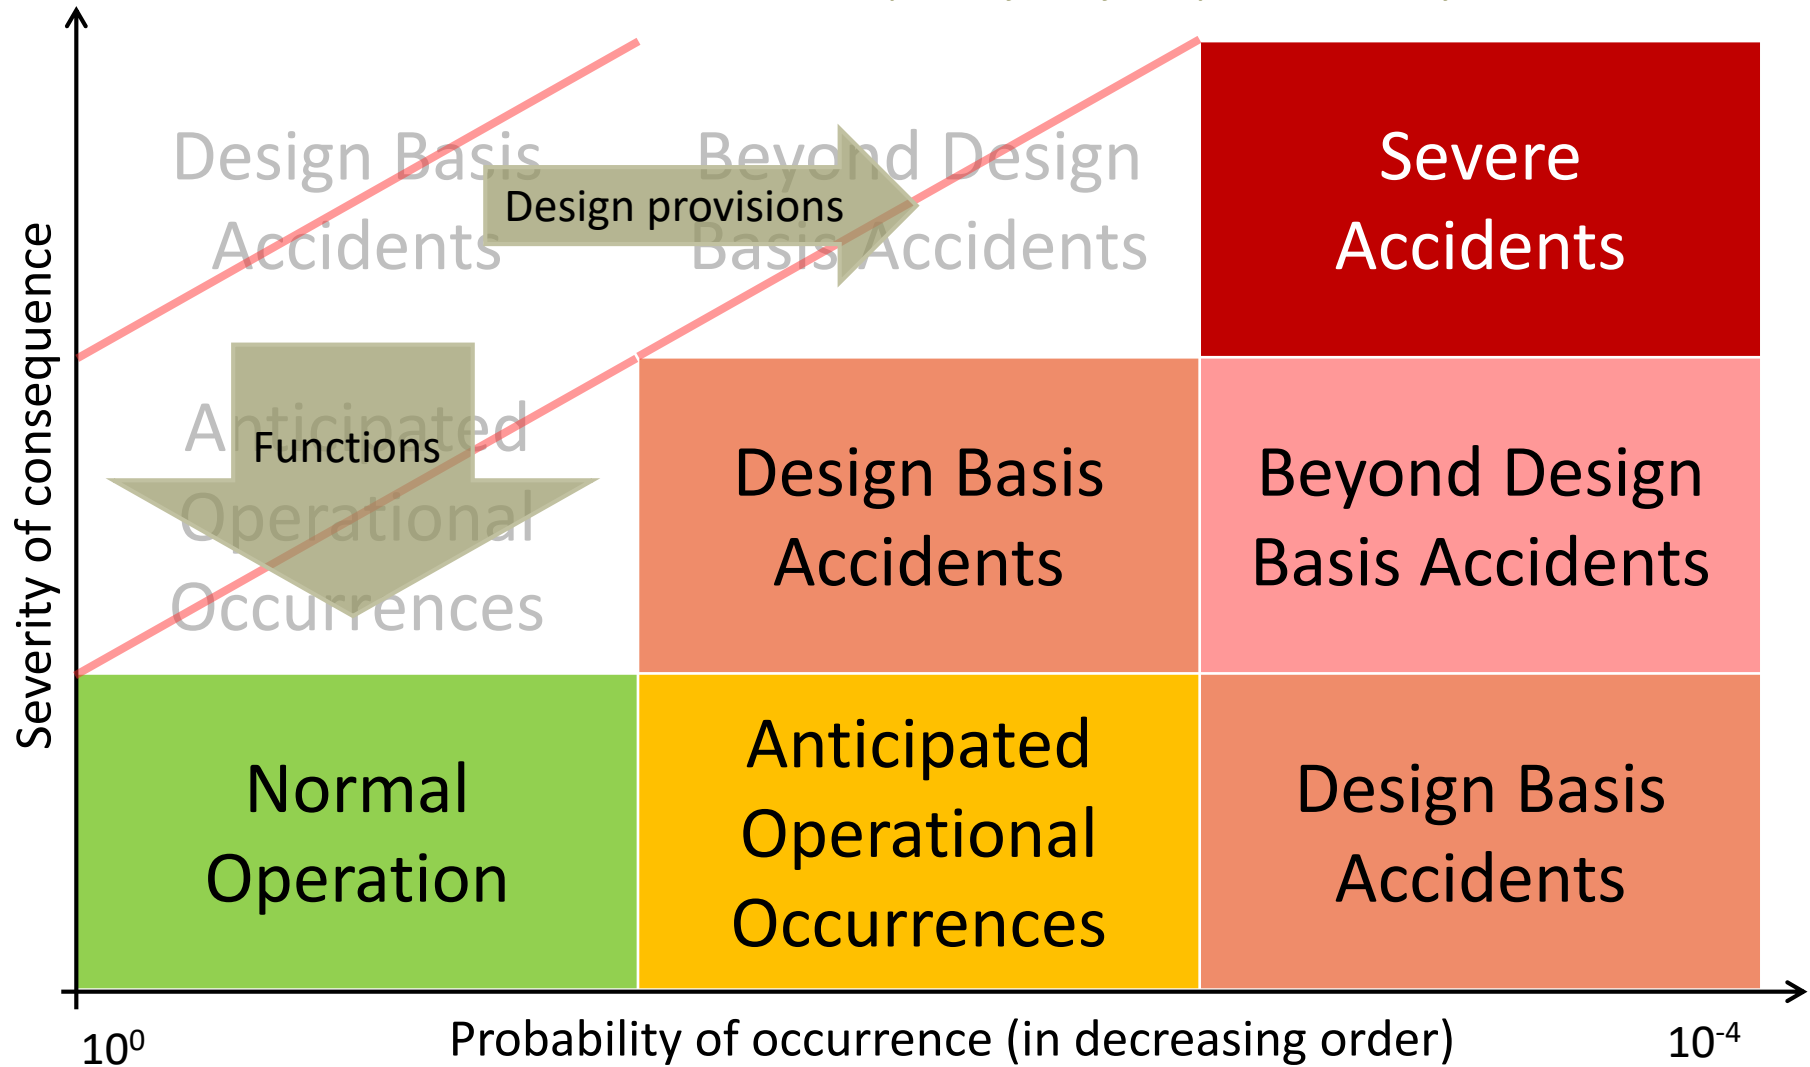 Design Basis
Accidents
Beyond Design
Basis Accidents
Design provisions
Severe
Accidents
Severity of consequence
Anticipated
Operational
Occurrences
Functions
Design Basis
Accidents
Beyond Design
Basis Accidents
Normal
Operation
Anticipated
Operational
Occurrences
Design Basis
Accidents
10⁰
Probability of occurrence (in decreasing order)
10⁻⁴